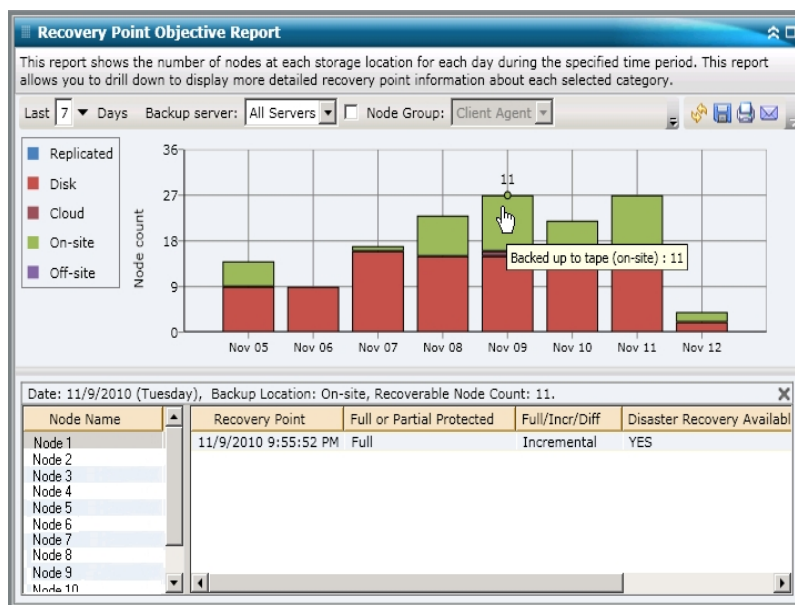 Recovery Point Objective Report
This report shows the number of nodes at each storage location for each day during the specified time period. This report
allows you to drill down to display more detailed recovery point information about each selected category.
Last 7 Days Backup server: All Servers Node Group: Client Agent
Replicated
Disk
Cloud
On-site
Off-site
Node count
36
27
18
9
0
11
Backed up to tape (on-site) : 11
Nov 05 Nov 06 Nov 07 Nov 08 Nov 09 Nov 10 Nov 11 Nov 12
Date: 11/9/2010 (Tuesday), Backup Location: On-site, Recoverable Node Count: 11.
Node Name Recovery Point Full or Partial Protected Full/Incr/Diff Disaster Recovery Availabl
Node 1 11/9/2010 9:55:52 PM Full Incremental YES
Node 2
Node 3
Node 4
Node 5
Node 6
Node 7
Node 8
Node 9
Node 10